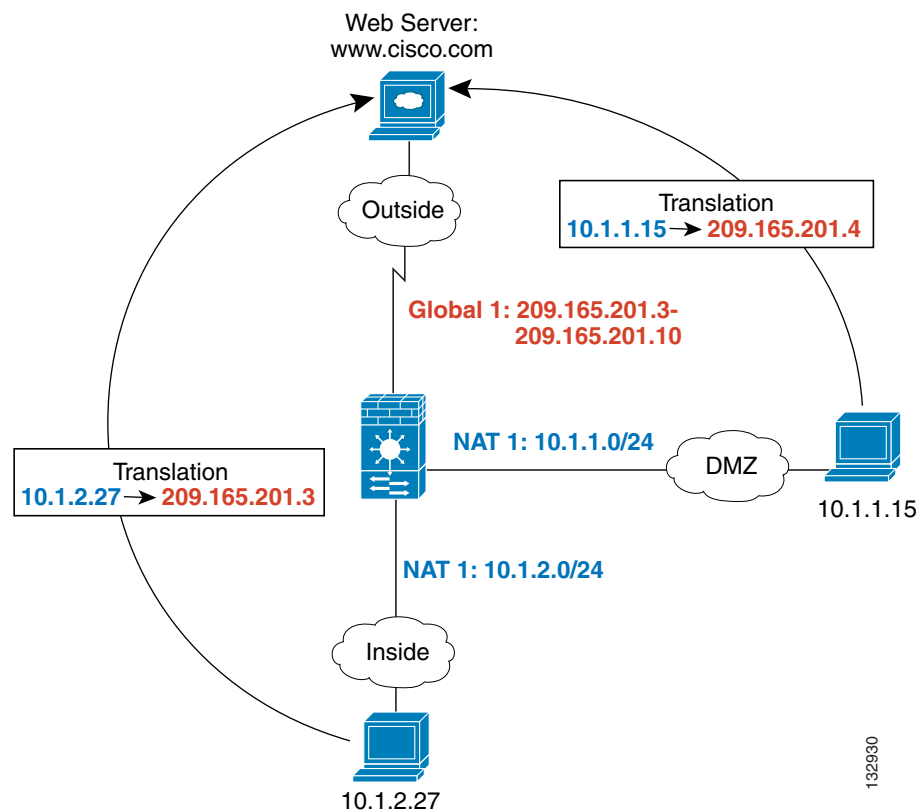 Web Server:
www.cisco.com
Outside
Translation
10.1.1.15 209.165.201.4
Global 1: 209.165.201.3-
209.165.201.10
NAT 1: 10.1.1.0/24
DMZ
10.1.1.15
Translation
10.1.2.27 209.165.201.3
NAT 1: 10.1.2.0/24
Inside
10.1.2.27
132930